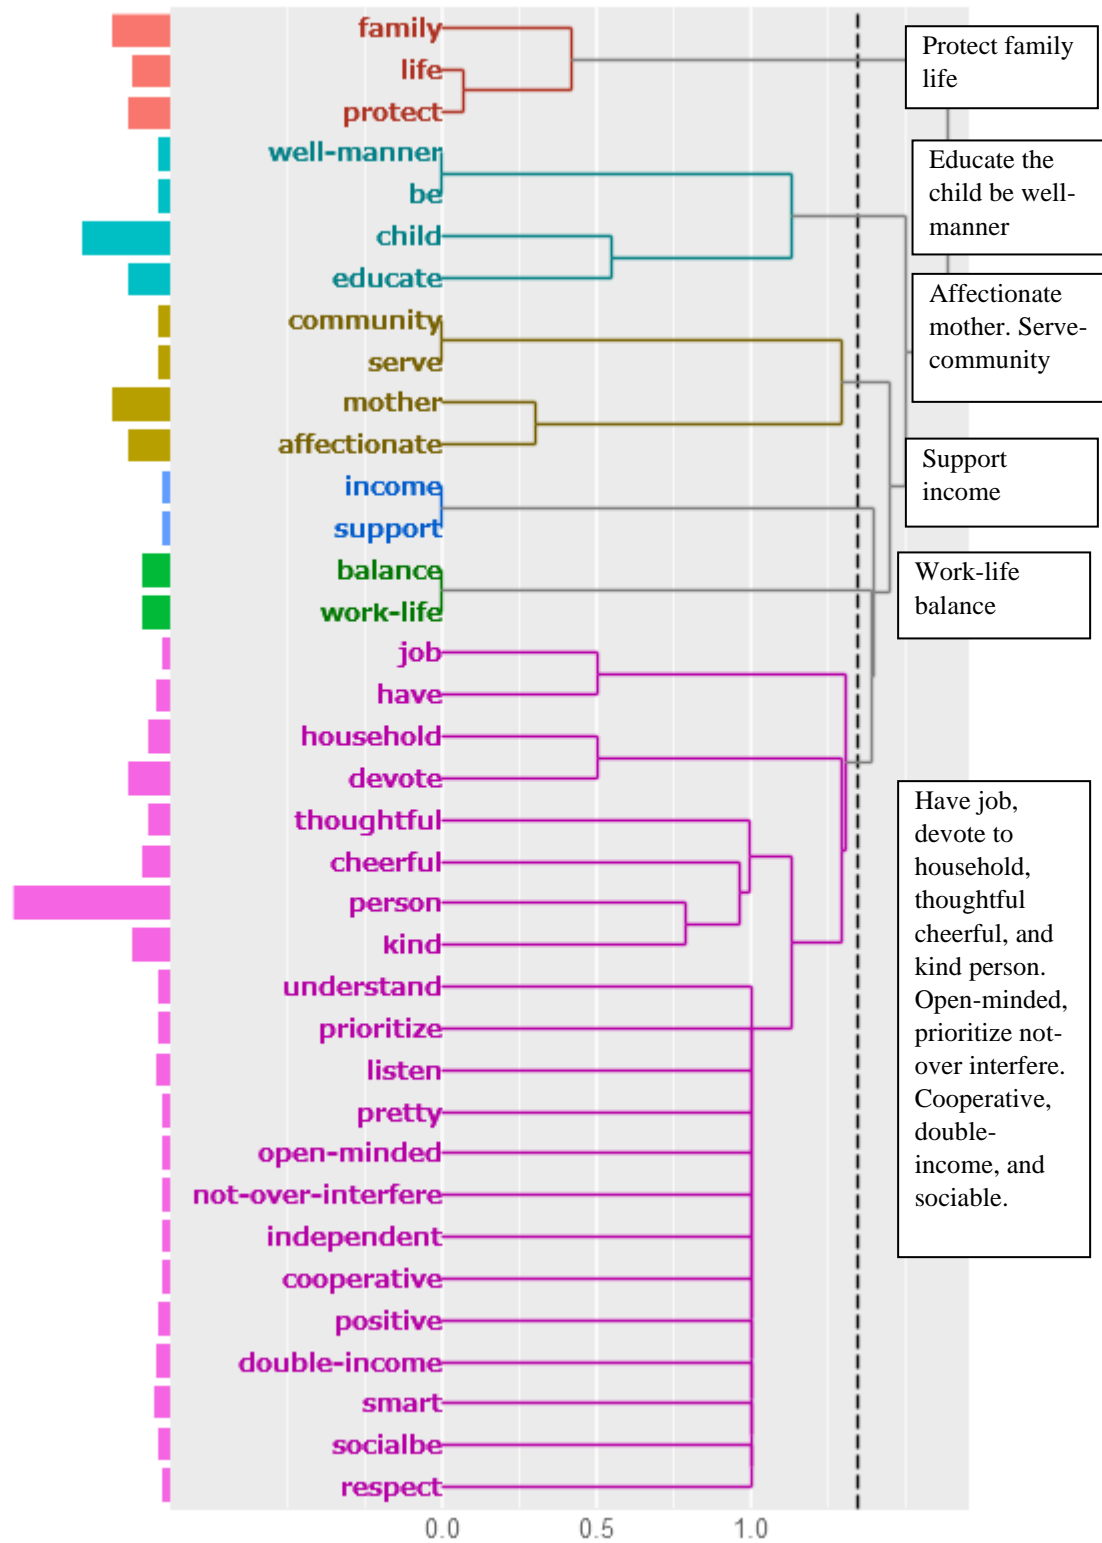 family
life
protect
well-manner
be
child
educate
community
serve
mother
affectionate
income
support
balance
work-life
job
have
household
devote
thoughtful
cheerful
person
kind
understand
prioritize
listen
pretty
open-minded
not-over-interfere
independent
cooperative
positive
double-income
smart
socialbe
respect
0.0 0.5 1.0
Protect family
life
Educate the
child be well-
manner
Affectionate
mother. Serve-
community
Support
income
Work-life
balance
Have job,
devote to
household,
thoughtful
cheerful, and
kind person.
Open-minded,
prioritize not-
over interfere.
Cooperative,
double-
income, and
sociable.